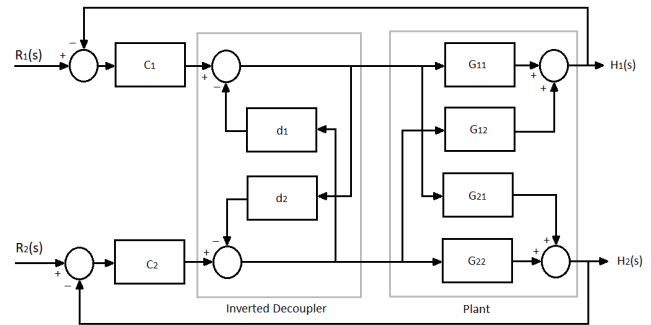 R1(s)
+
−
C1
+
−
d1
d2
G11
G12
G21
G22
+
+
H1(s)
R2(s)
+
−
C2
−
+
+
+
H2(s)
Inverted Decoupler
Plant